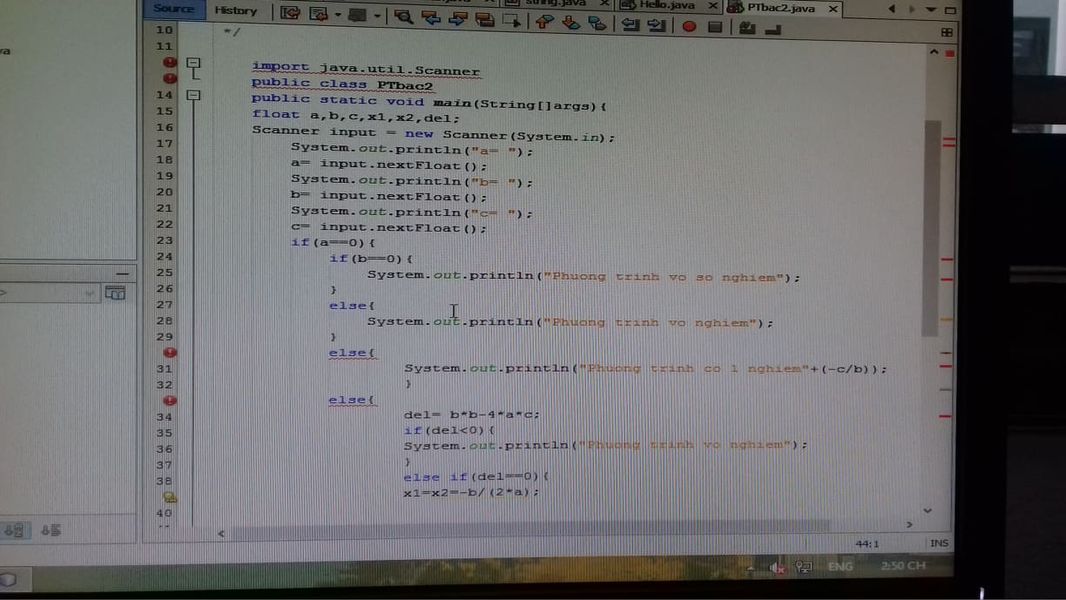 string.java
Hello.java
PTbac2.java
Source
History
10 */
11
import java.util.Scanner
public class PTbac2
14 public static void main(String[]args){
15 float a,b,c,x1,x2,del;
16 Scanner input = new Scanner(System.in);
17 System.out.println("a= ");
18 a= input.nextFloat();
19 System.out.println("b= ");
20 b= input.nextFloat();
21 System.out.println("c= ");
22 c= input.nextFloat();
23 if(a==0){
24 if(b==0){
25 System.out.println("Phuong trinh vo so nghiem");
26 }
27 else{
28 System.out.println("Phuong trinh vo nghiem");
29 }
else{
31 System.out.println("Phuong trinh co 1 nghiem"+(-c/b));
32 }
else{
34 del= b*b-4*a*c;
35 if(del<0){
36 System.out.println("Phuong trinh vo nghiem");
37 }
38 else if(del==0){
x1=x2=-b/(2*a);
40
44:1
INS
ENG
2:50 CH